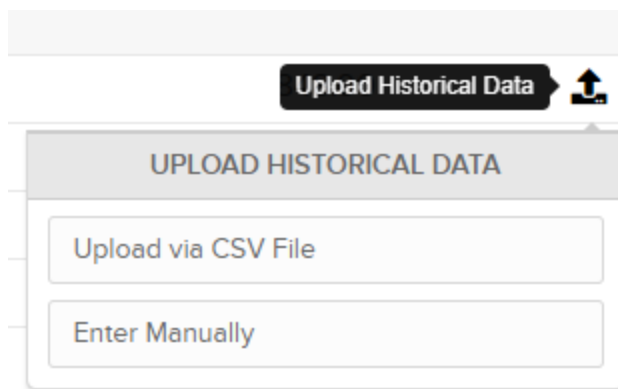 Upload Historical Data
UPLOAD HISTORICAL DATA
Upload via CSV File
Enter Manually